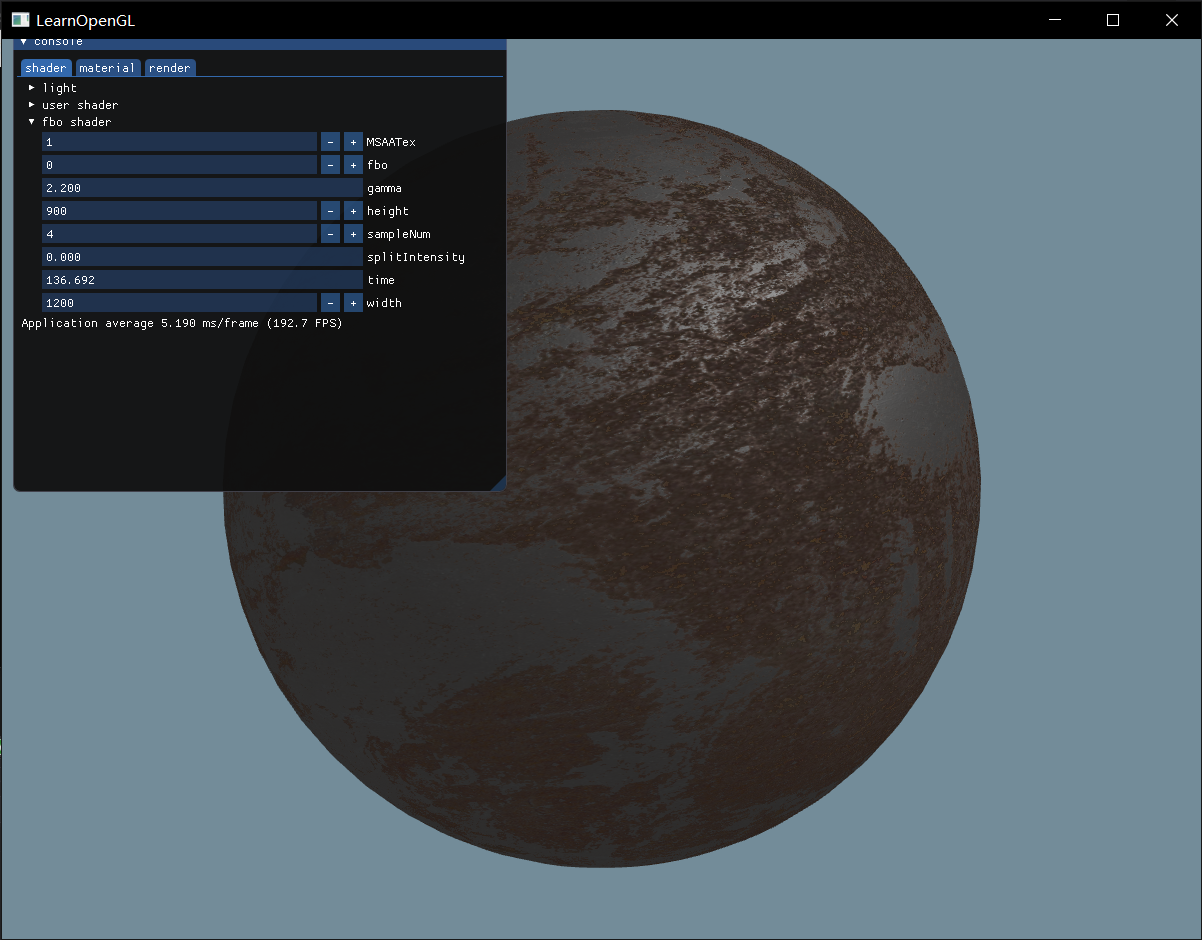 LearnOpenGL
console
shader material render
light
user shader
fbo shader
1 - + MSAATex
0 - + fbo
2.200 gamma
900 - + height
4 - + sampleNum
0.000 splitIntensity
136.692 time
1200 - + width
Application average 5.190 ms/frame (192.7 FPS)